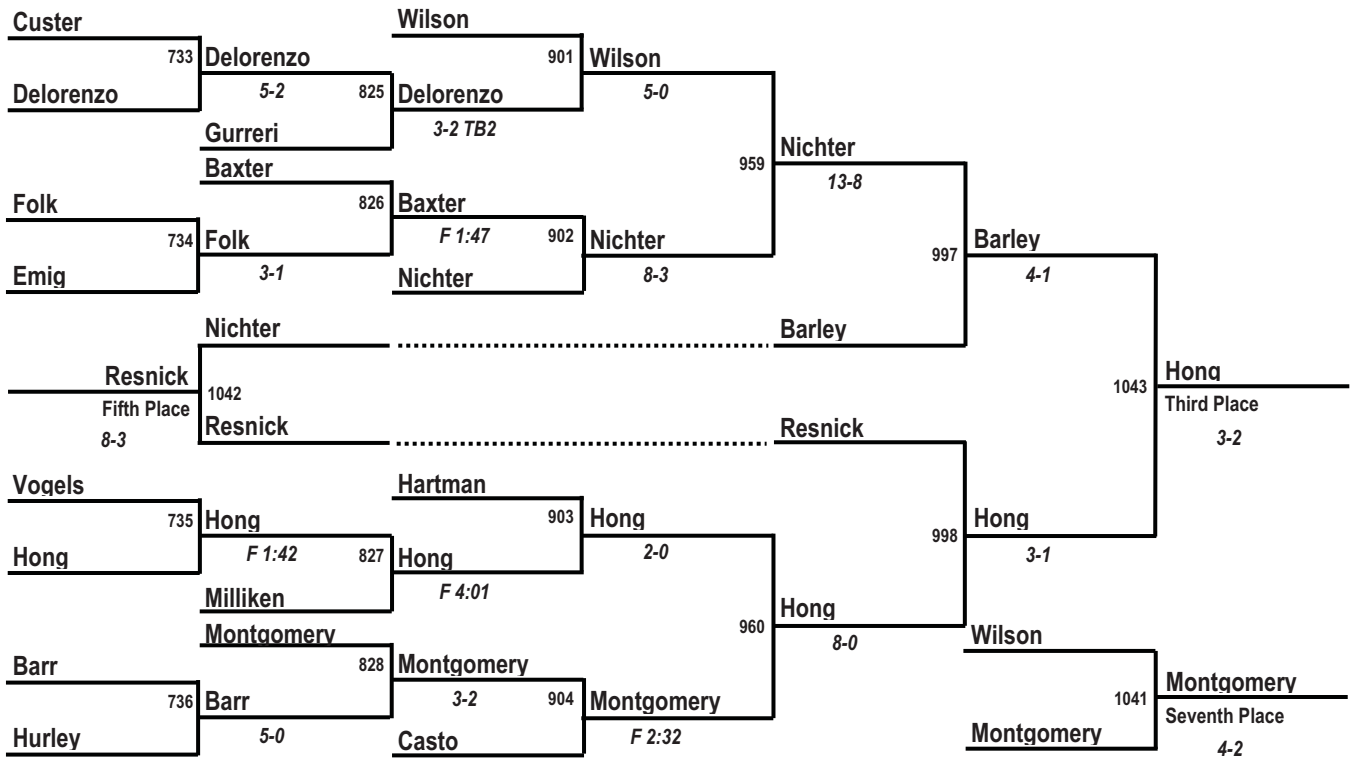 Custer
Wilson
733 Delorenzo
901 Wilson
Delorenzo
5-2
825 Delorenzo
5-0
Gurreri
3-2 TB2
Baxter
959 Nichter
13-8
Folk
826 Baxter
734 Folk
F 1:47
902 Nichter
997 Barley
Emig
3-1
Nichter
8-3
4-1
Nichter
Barley
Resnick
1042
1043 Hong
Fifth Place
Third Place
8-3
Resnick
Resnick
3-2
Vogels
Hartman
735 Hong
903 Hong
998 Hong
Hong
F 1:42
827 Hong
2-0
3-1
Milliken
F 4:01
Montgomery
960 Hong
8-0
Wilson
Barr
828 Montgomery
736 Barr
3-2
904 Montgomery
1041 Montgomery
Seventh Place
Hurley
5-0
Casto
F 2:32
Montgomery
4-2